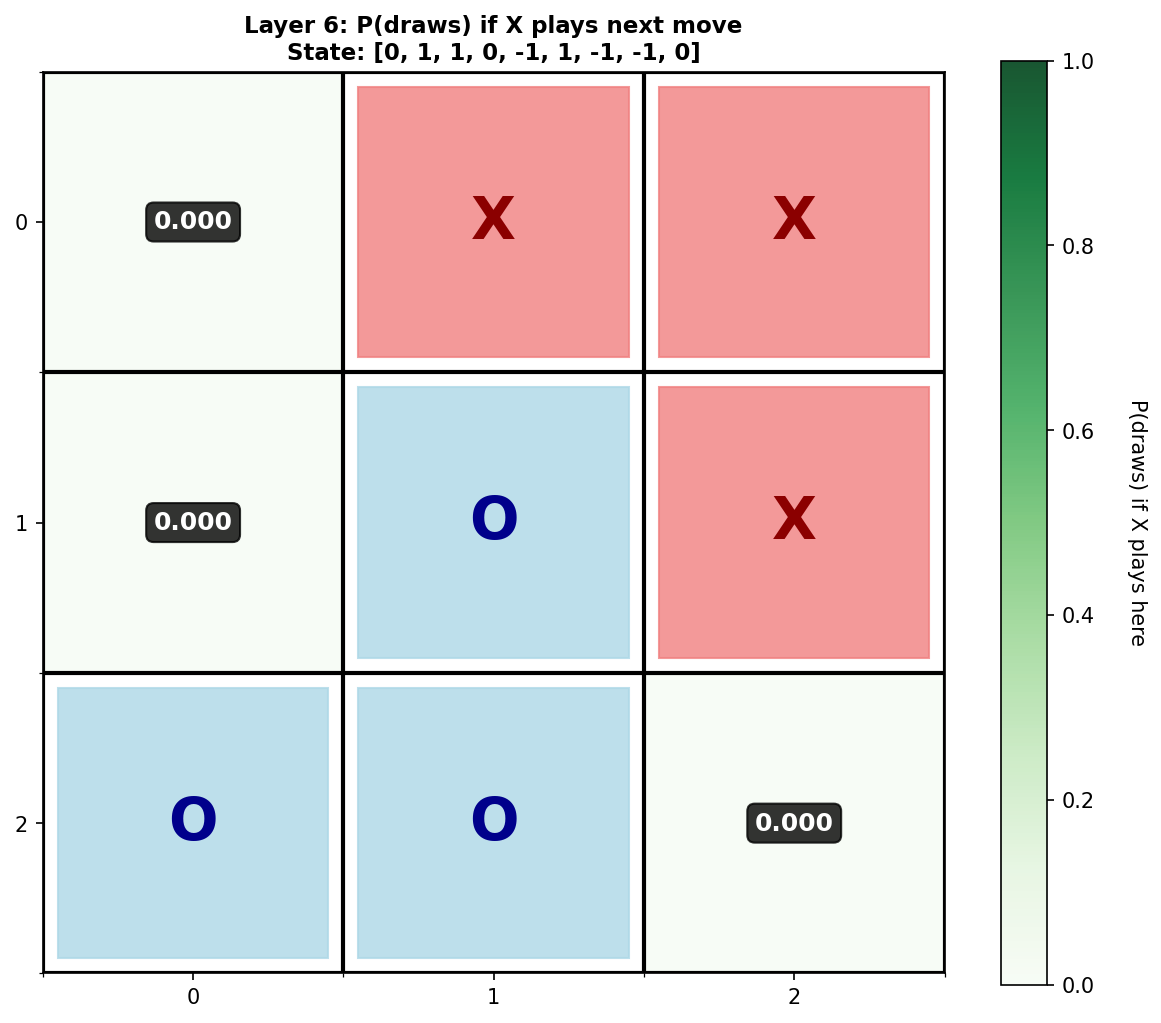 Layer 6: P(draws) if X plays next move
State: [0, 1, 1, 0, -1, 1, -1, -1, 0]
0
0.000
X
X
1
0.000
O
X
2
O
O
0.000
0
1
2
1.0
0.8
0.6
0.4
0.2
0.0
P(draws) if X plays here